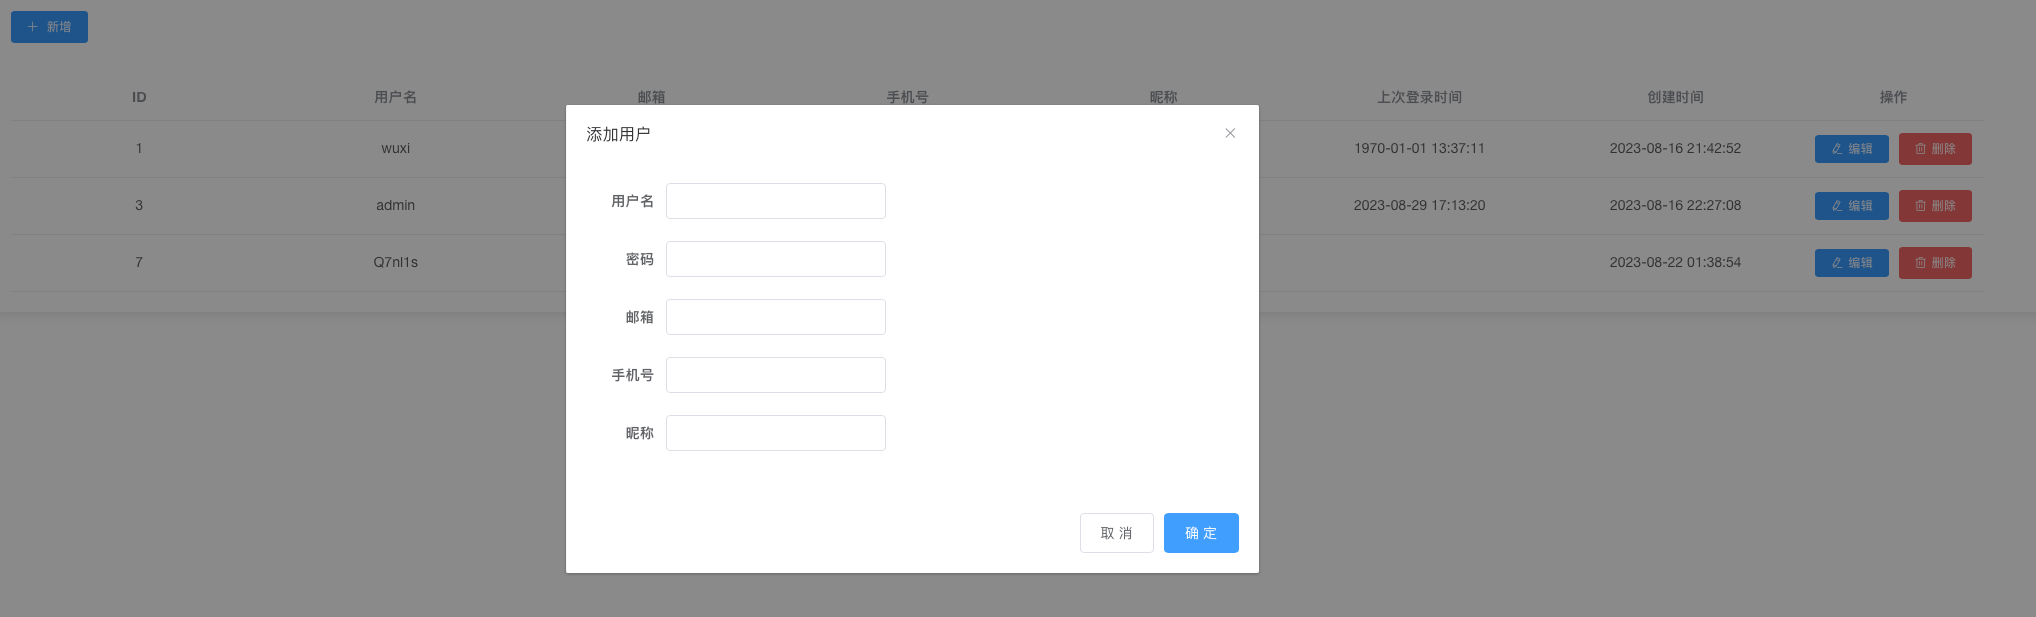 新增
ID 用户名 邮箱 手机号 昵称 上次登录时间 创建时间 操作
1 wuxi 1970-01-01 13:37:11 2023-08-16 21:42:52 编辑 删除
3 admin 2023-08-29 17:13:20 2023-08-16 22:27:08 编辑 删除
7 Q7nl1s 2023-08-22 01:38:54 编辑 删除
添加用户
用户名
密码
邮箱
手机号
昵称
取 消 确 定